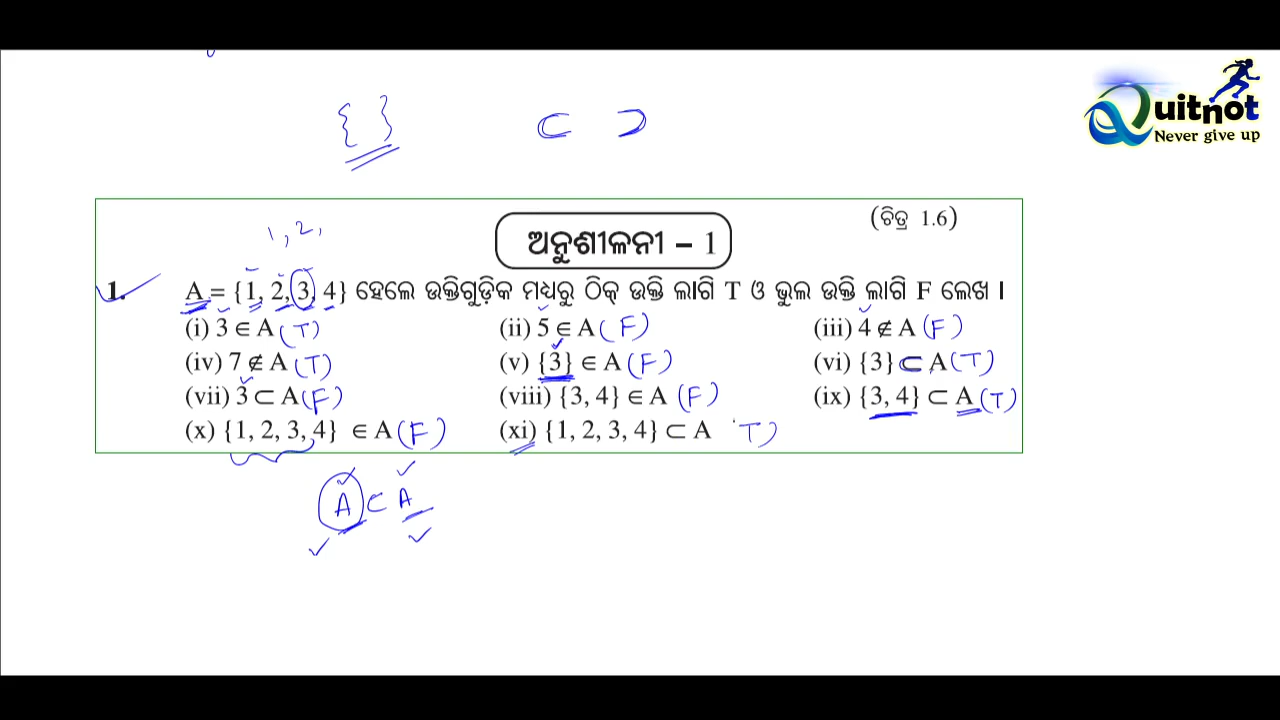 Quitnot
Never give up
{ } ⊂ ⊃
(ଚିତ୍ର 1.6)
1, 2,
ଅନୁଶୀଳନୀ – 1
1. A = {1, 2, 3, 4} ହେଲେ ଉକ୍ତିଗୁଡ଼ିକ ମଧ୍ୟରୁ ଠିକ୍ ଉକ୍ତି ଲାଗି T ଓ ଭୁଲ ଉକ୍ତି ଲାଗି F ଲେଖ ।
(i) 3 ∈ A (T) (ii) 5 ∈ A (F) (iii) 4 ∉ A (F)
(iv) 7 ∉ A (T) (v) {3} ∈ A (F) (vi) {3} ⊂ A (T)
(vii) 3 ⊂ A (F) (viii) {3, 4} ∈ A (F) (ix) {3, 4} ⊂ A (T)
(x) {1, 2, 3, 4} ∈ A (F) (xi) {1, 2, 3, 4} ⊂ A T)
A ⊂ A